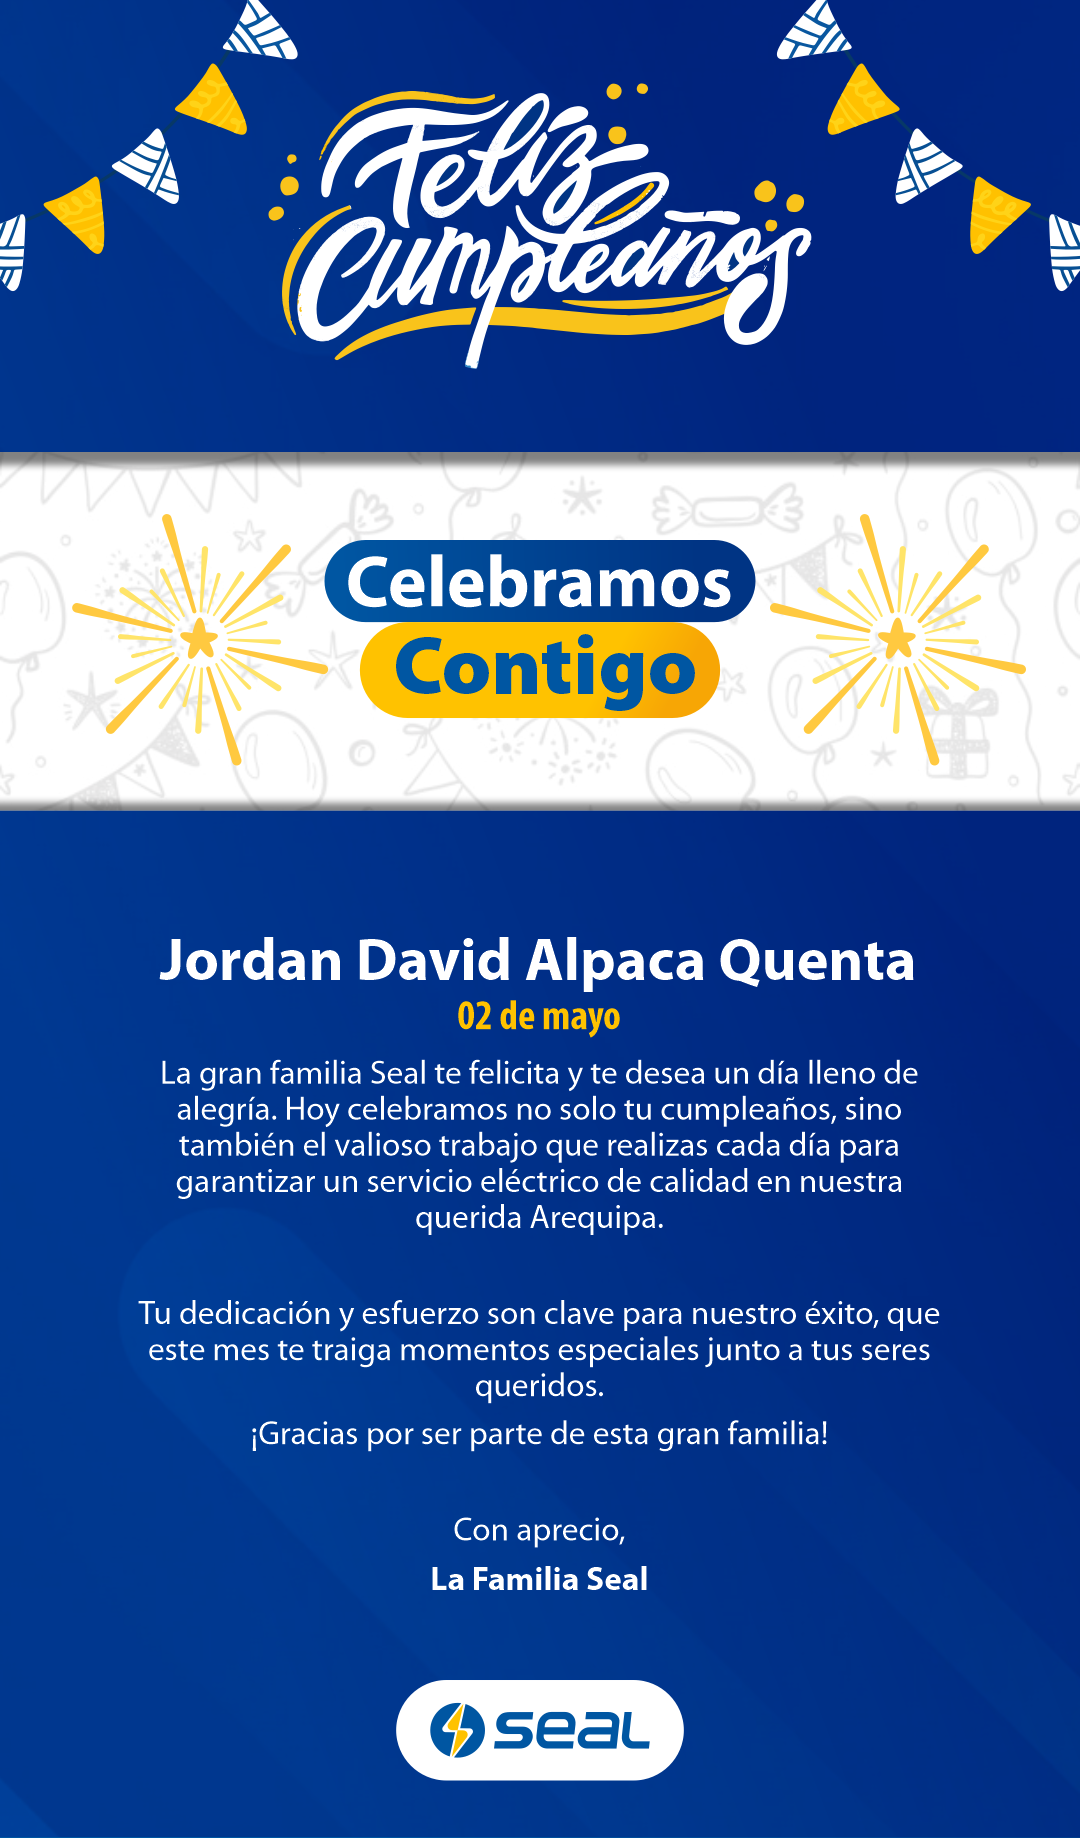 Feliz
Cumpleaños
Celebramos
Contigo
Jordan David Alpaca Quenta
02 de mayo
La gran familia Seal te felicita y te desea un día lleno de
alegría. Hoy celebramos no solo tu cumpleaños, sino
también el valioso trabajo que realizas cada día para
garantizar un servicio eléctrico de calidad en nuestra
querida Arequipa.
Tu dedicación y esfuerzo son clave para nuestro éxito, que
este mes te traiga momentos especiales junto a tus seres
queridos.
¡Gracias por ser parte de esta gran familia!
Con aprecio,
La Familia Seal
seal